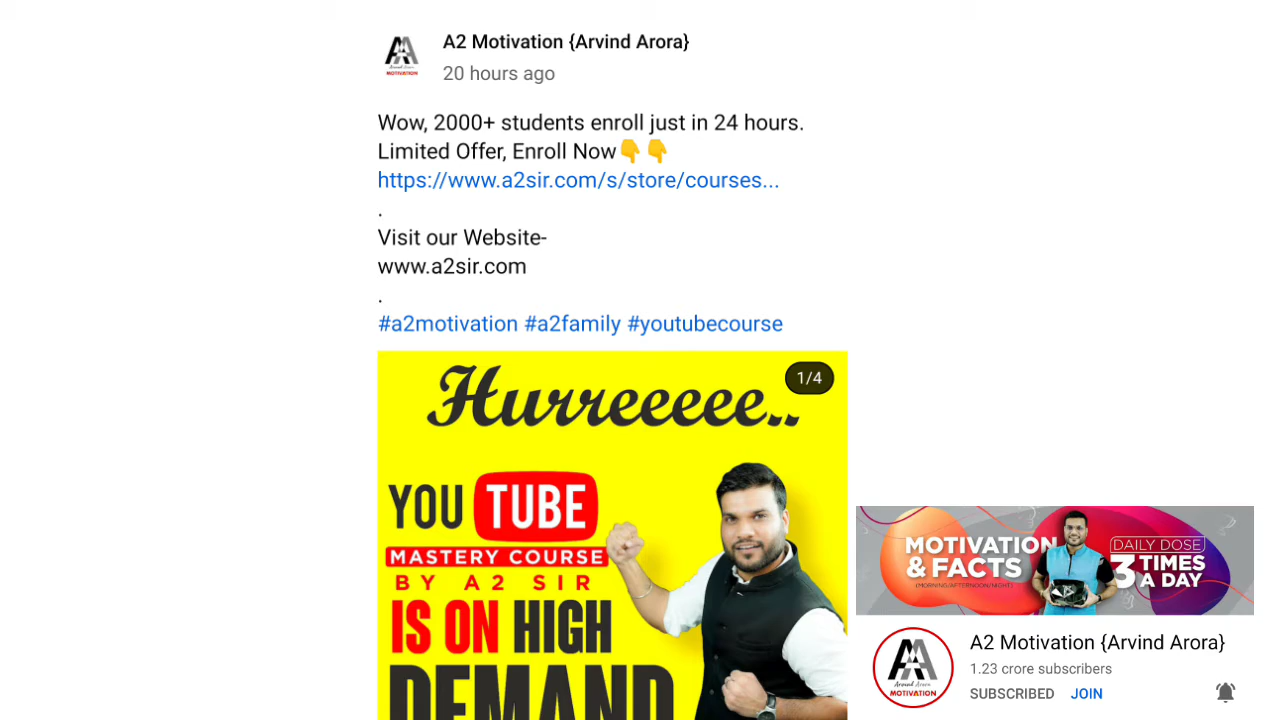 A2 Motivation {Arvind Arora}
20 hours ago
Wow, 2000+ students enroll just in 24 hours.
Limited Offer, Enroll Now👇👇
https://www.a2sir.com/s/store/courses...
.
Visit our Website-
www.a2sir.com
.
#a2motivation #a2family #youtubecourse
1/4
Hurreeeee..
YOU TUBE
MASTERY COURSE
BY A2 SIR
IS ON HIGH
DEMAND
MOTIVATION
& FACTS
(MORNING/AFTERNOON/NIGHT)
DAILY DOSE
3 TIMES
A DAY
Arvind Arora
MOTIVATION
A2 Motivation {Arvind Arora}
1.23 crore subscribers
SUBSCRIBED JOIN